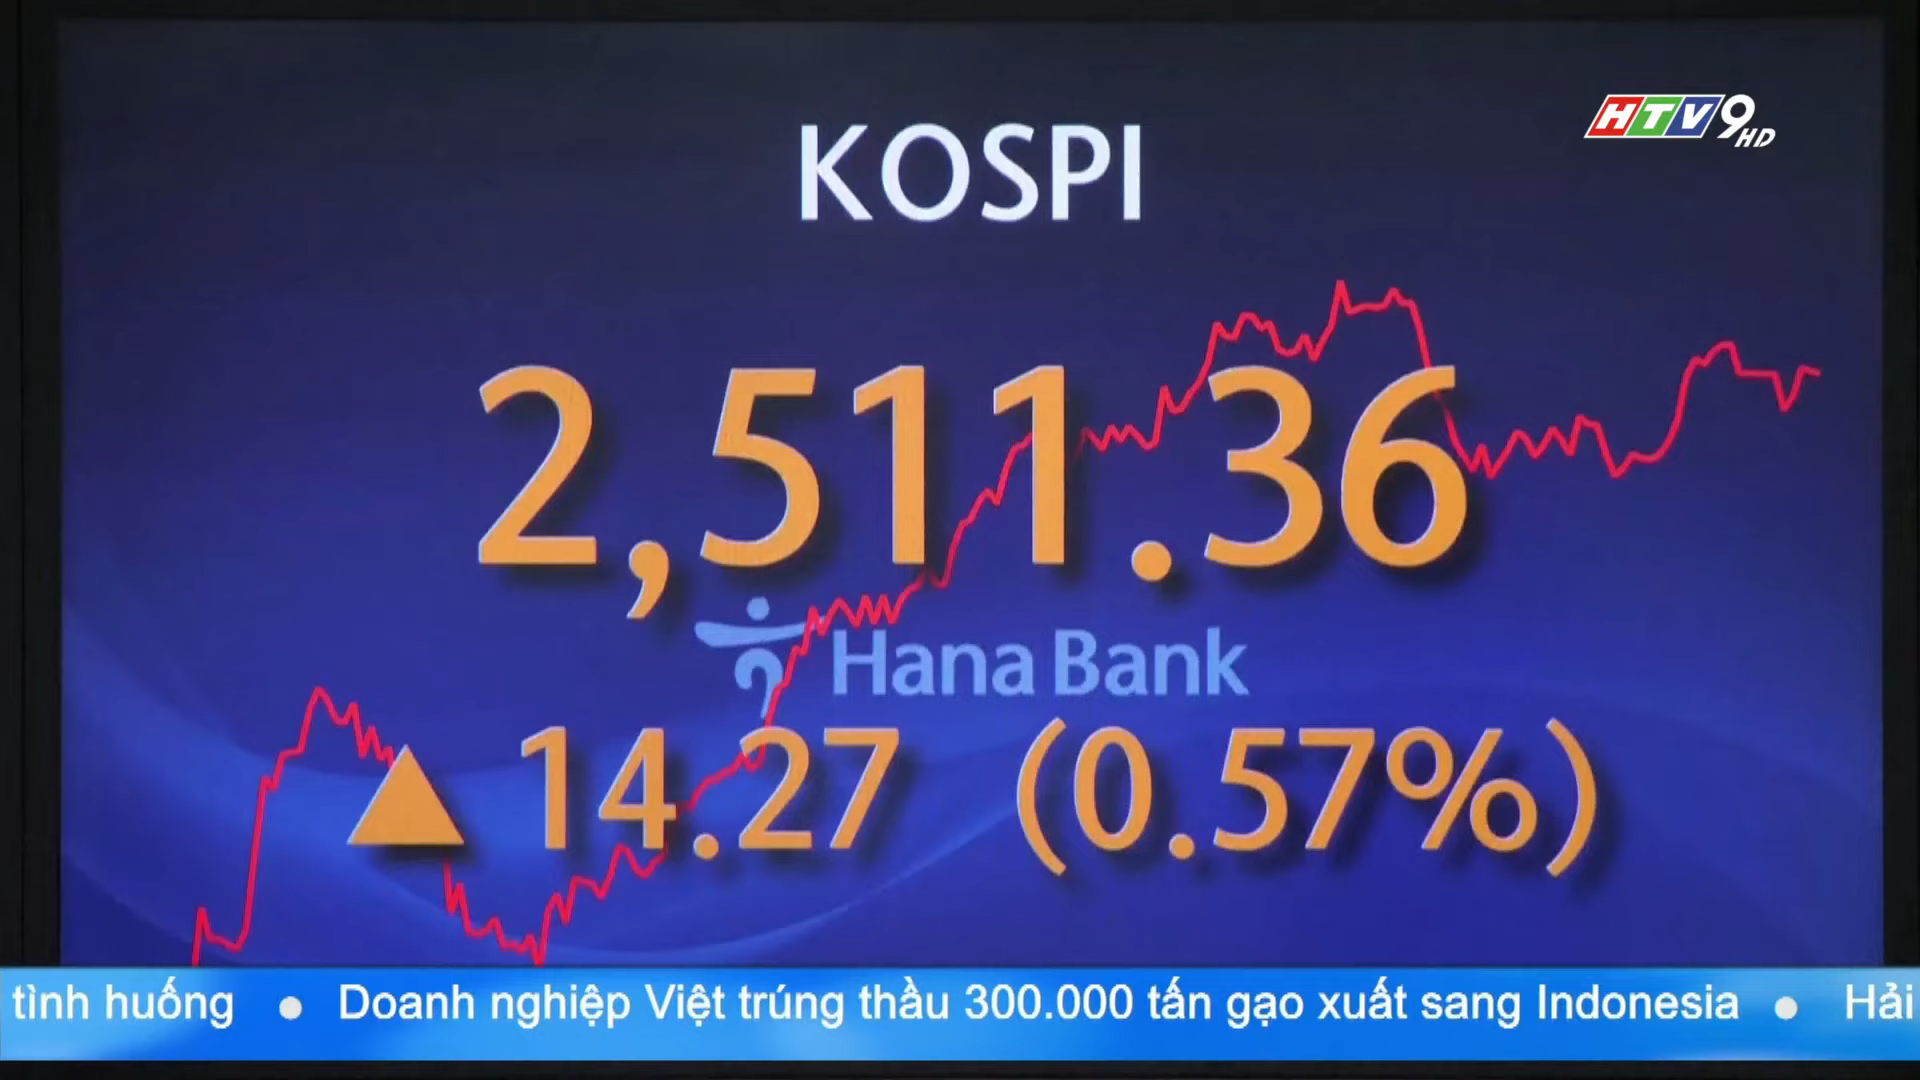 HTV9 HD
KOSPI
2,511.36
Hana Bank
▲ 14.27 (0.57%)
tình huống ● Doanh nghiệp Việt trúng thầu 300.000 tấn gạo xuất sang Indonesia ● Hải